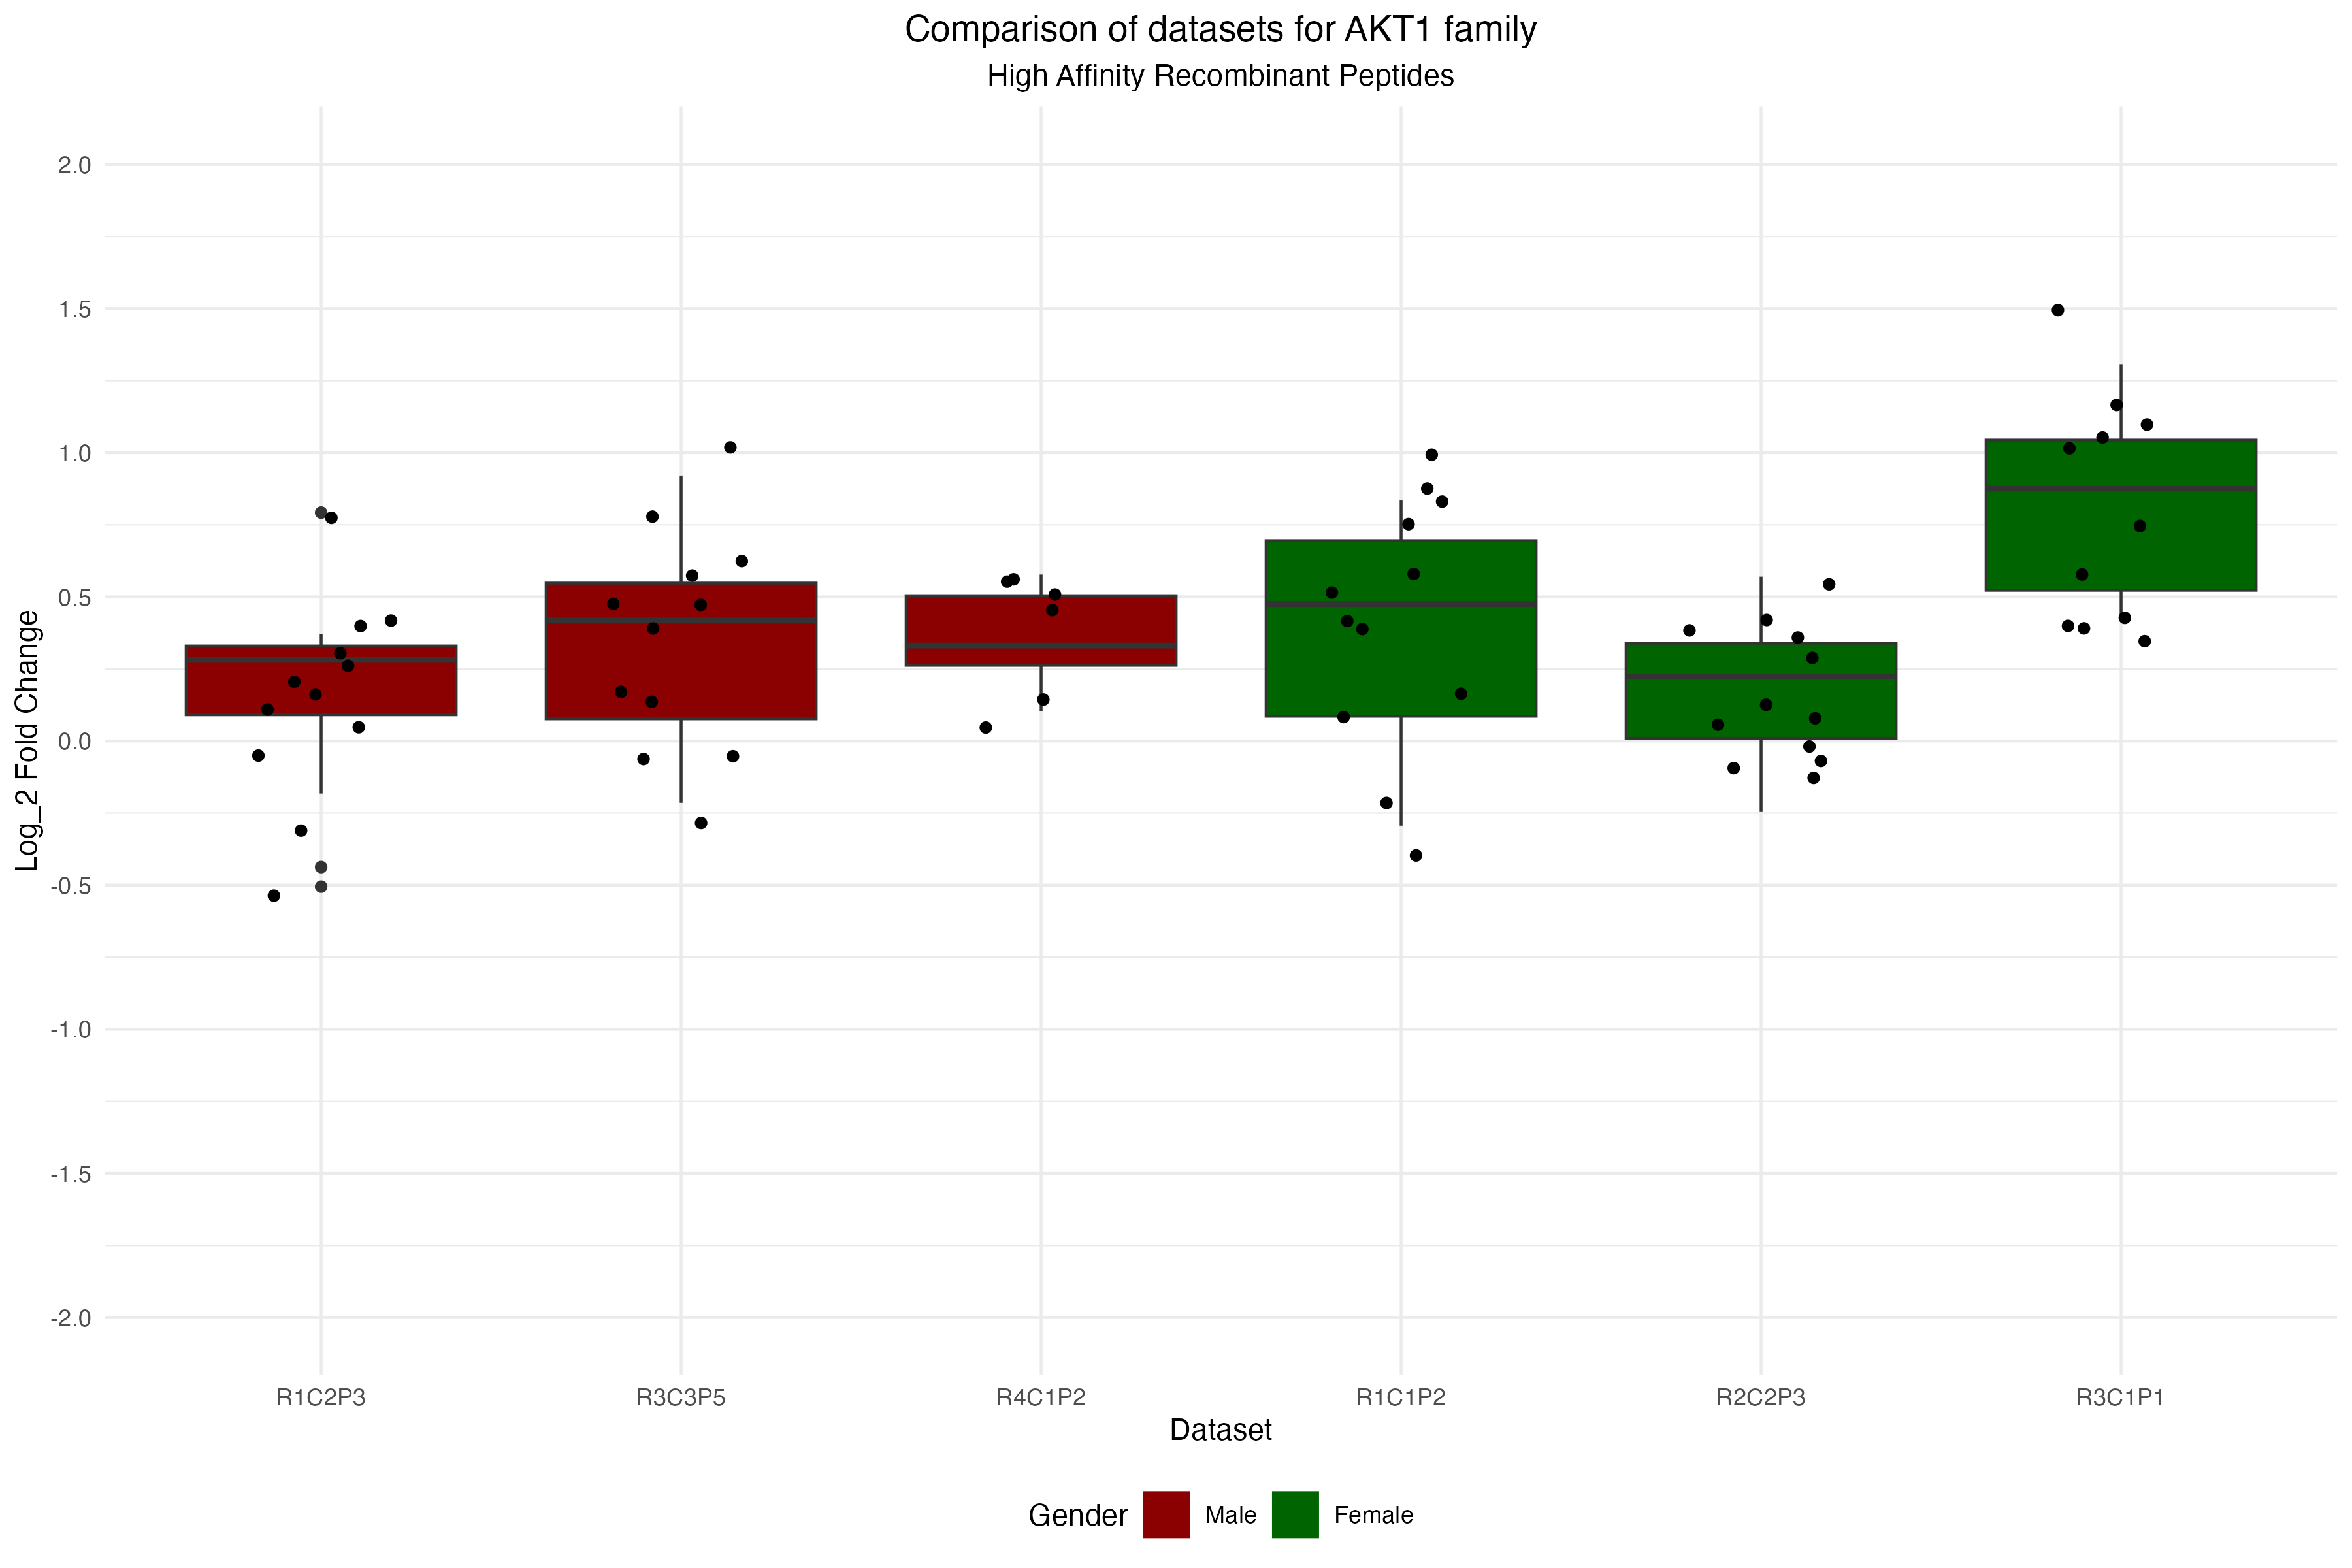 Comparison of datasets for AKT1 family
High Affinity Recombinant Peptides
Log_2 Fold Change
2.0
1.5
1.0
0.5
0.0
-0.5
-1.0
-1.5
-2.0
R1C2P3 R3C3P5 R4C1P2 R1C1P2 R2C2P3 R3C1P1
Dataset
Gender Male Female